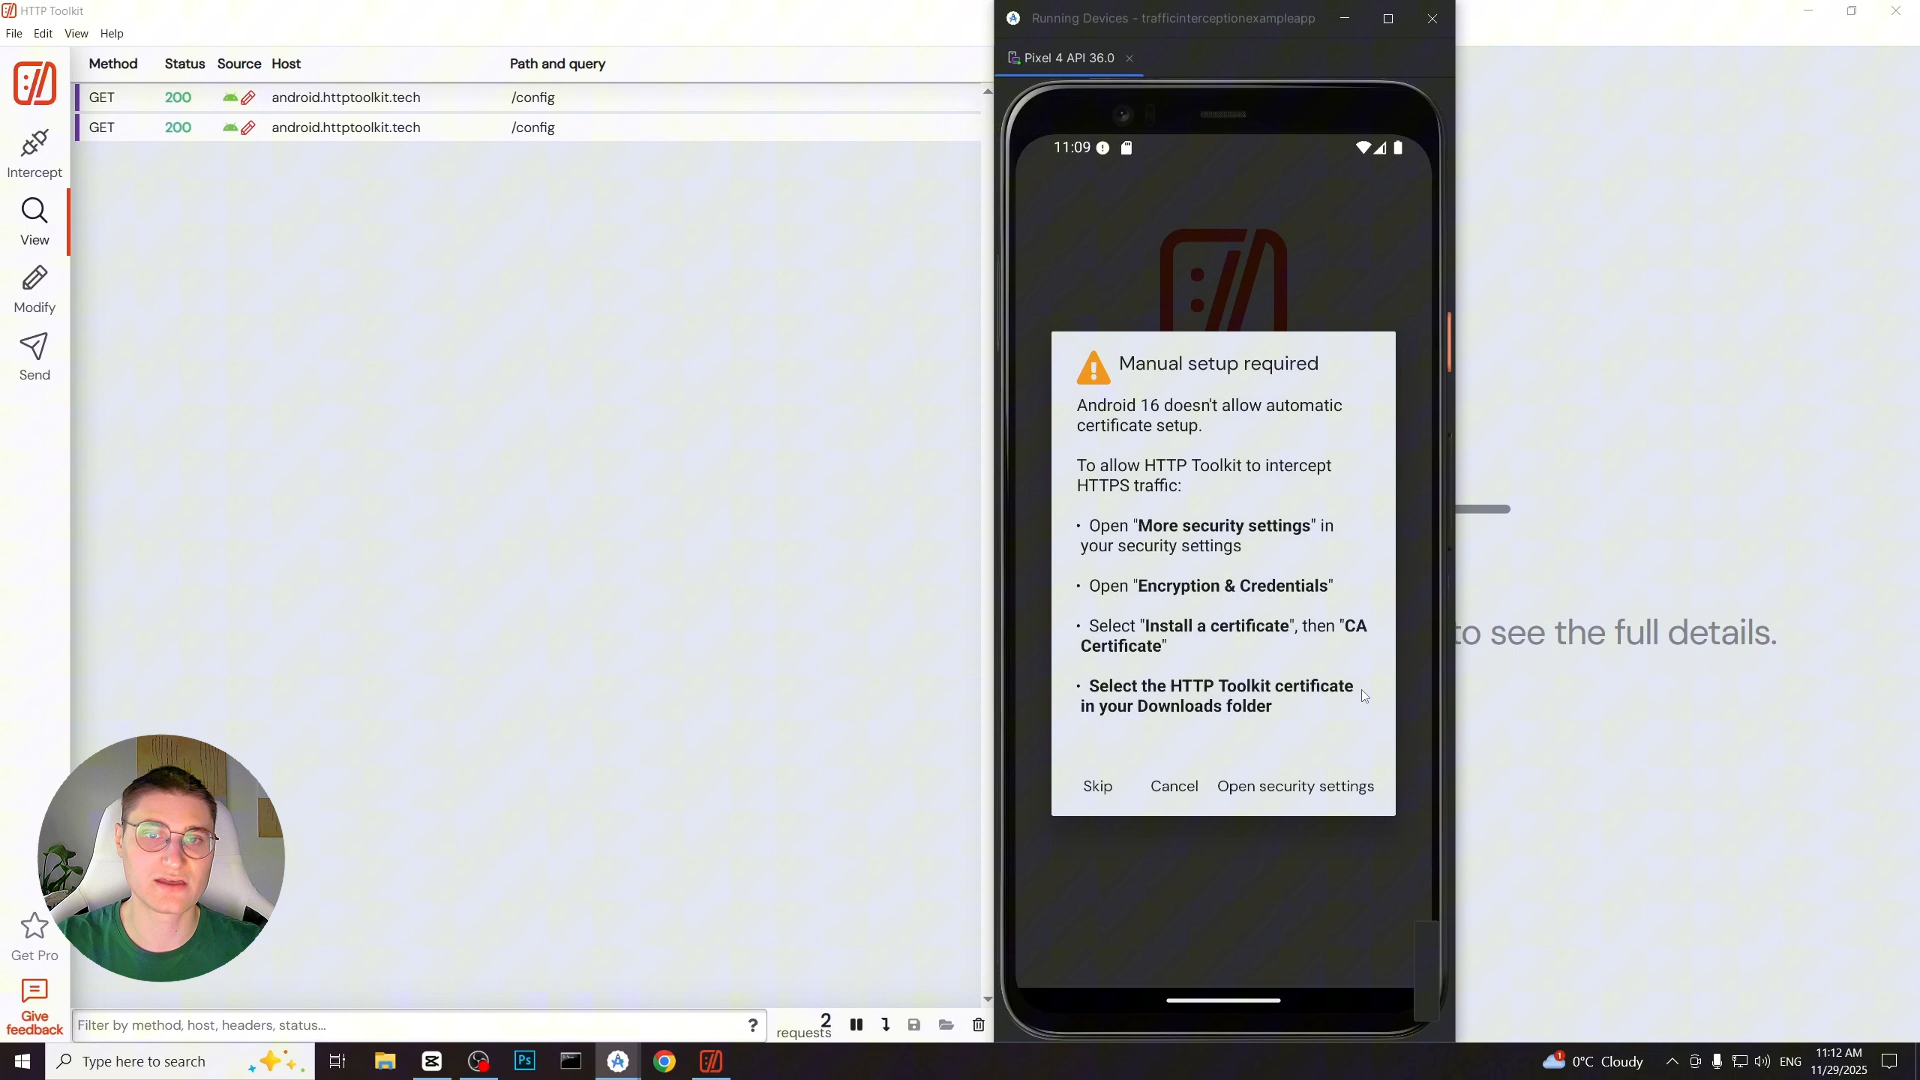 HTTP Toolkit
File Edit View Help
Method Status Source Host Path and query
GET 200 android.httptoolkit.tech /config
GET 200 android.httptoolkit.tech /config
Intercept
View
Modify
Send
Get Pro
Give
feedback
Filter by method, host, headers, status...
?
2
requests
Running Devices - trafficinterceptionexampleapp
Pixel 4 API 36.0
11:09
Manual setup required
Android 16 doesn't allow automatic
certificate setup.
To allow HTTP Toolkit to intercept
HTTPS traffic:
• Open "More security settings" in
your security settings
• Open "Encryption & Credentials"
• Select "Install a certificate", then "CA
Certificate"
• Select the HTTP Toolkit certificate
in your Downloads folder
Skip Cancel Open security settings
to see the full details.
Type here to search
Ps
1
0°C Cloudy
ENG
11:12 AM
11/29/2025